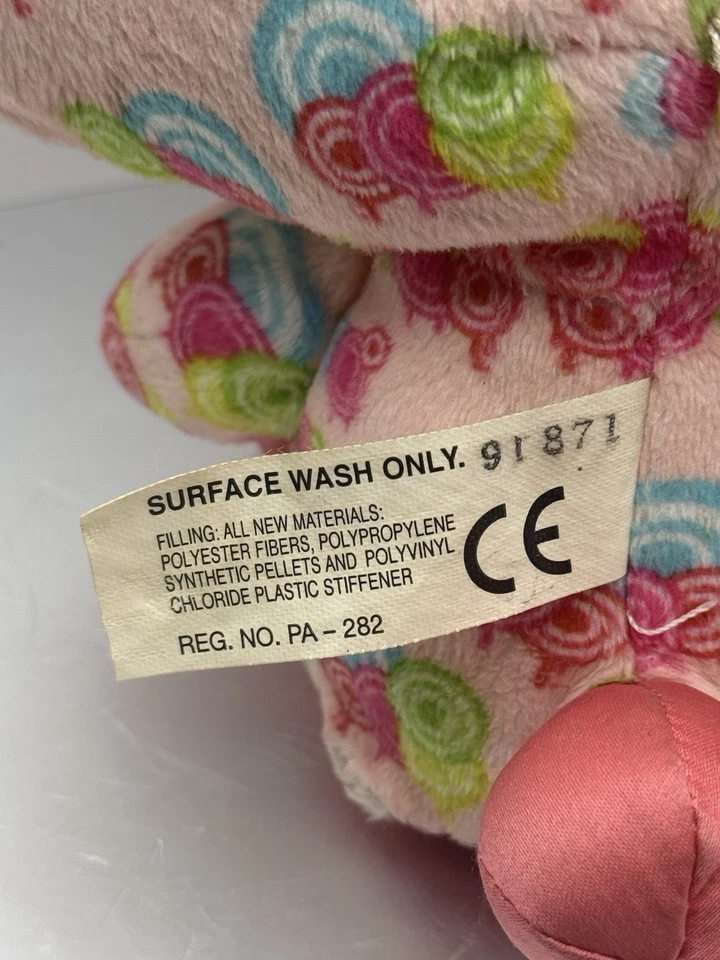 SURFACE WASH ONLY. 91871
FILLING: ALL NEW MATERIALS:
POLYESTER FIBERS, POLYPROPYLENE
SYNTHETIC PELLETS AND POLYVINYL
CHLORIDE PLASTIC STIFFENER
CE
REG. NO. PA – 282